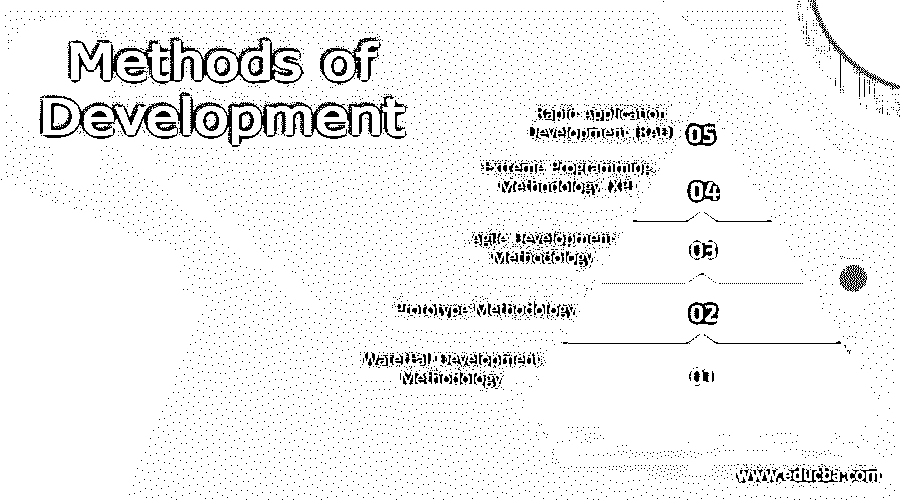 Methods of
Development
Rapid Application
Development (RAD)
05
Extreme Programming
Methodology (XP)
04
Agile Development
Methodology
03
Prototype Methodology
02
Waterfall Development
Methodology
01
www.educba.com